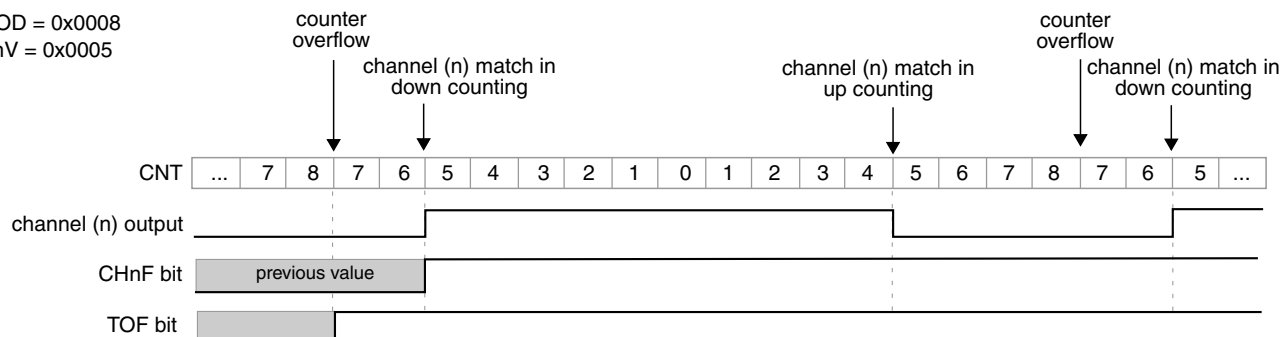 OD = 0x0008
nV = 0x0005
counter
overflow
channel (n) match in
down counting
channel (n) match in
up counting
counter
overflow
channel (n) match in
down counting
CNT ... 7 8 7 6 5 4 3 2 1 0 1 2 3 4 5 6 7 8 7 6 5 ...
channel (n) output
CHnF bit previous value
TOF bit